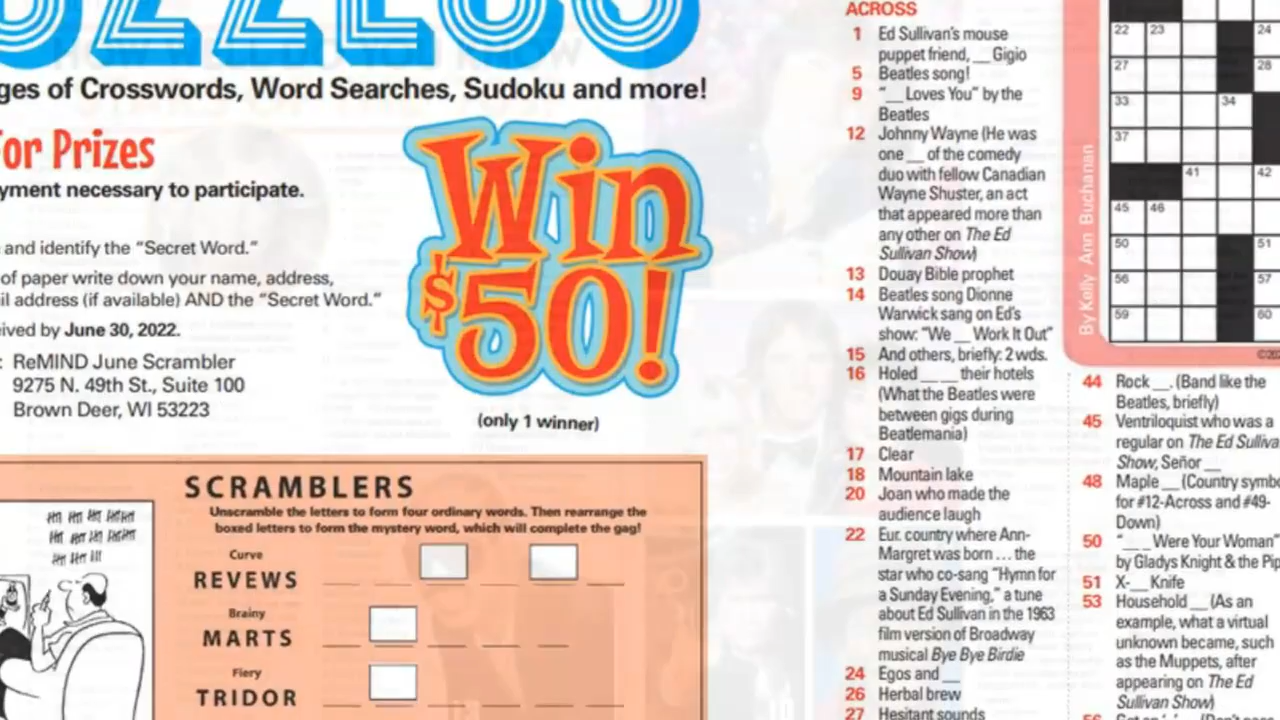 ges of Crosswords, Word Searches, Sudoku and more!
For Prizes
yment necessary to participate.
Win
$50!
and identify the “Secret Word.”
of paper write down your name, address,
il address (if available) AND the “Secret Word.”
eived by June 30, 2022.
: ReMIND June Scrambler
9275 N. 49th St., Suite 100
Brown Deer, WI 53223
(only 1 winner)
SCRAMBLERS
Unscramble the letters to form four ordinary words. Then rearrange the
boxed letters to form the mystery word, which will complete the gag!
Curve
REVEWS
Brainy
MARTS
Fiery
TRIDOR
ACROSS
1 Ed Sullivan's mouse
puppet friend, __ Gigio
5 Beatles song!
9 “__ Loves You” by the
Beatles
12 Johnny Wayne (He was
one __ of the comedy
duo with fellow Canadian
Wayne Shuster, an act
that appeared more than
any other on The Ed
Sullivan Show)
13 Douay Bible prophet
14 Beatles song Dionne
Warwick sang on Ed's
show: “We __ Work It Out”
15 And others, briefly: 2 wds.
16 Holed __ __ their hotels
(What the Beatles were
between gigs during
Beatlemania)
17 Clear
18 Mountain lake
20 Joan who made the
audience laugh
22 Eur. country where Ann-
Margret was born ... the
star who co-sang “Hymn for
a Sunday Evening,” a tune
about Ed Sullivan in the 1963
film version of Broadway
musical Bye Bye Birdie
24 Egos and __
26 Herbal brew
27 Hesitant sounds
22 23 24
27 28
33 34
37
41 42
45 46
50 51
56 57
59 60
By Kelly Ann Buchanan
44 Rock __. (Band like the
Beatles, briefly)
45 Ventriloquist who was a
regular on The Ed Sulliva
Show, Señor __
48 Maple __ (Country symbo
for #12-Across and #49-
Down)
50 “__ __ Were Your Woman”
by Gladys Knight & the Pip
51 X-__ Knife
53 Household __ (As an
example, what a virtual
unknown became, such
as the Muppets, after
appearing on The Ed
Sullivan Show)